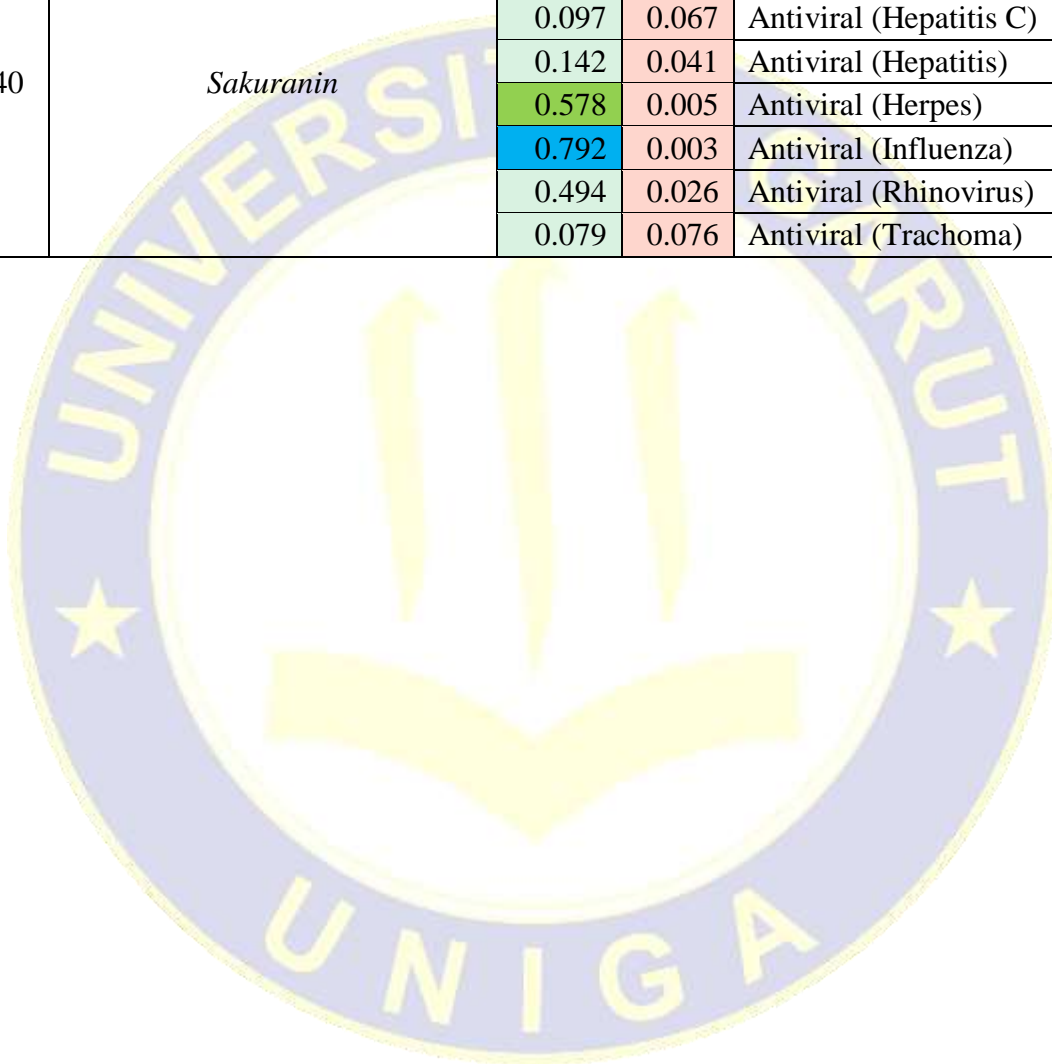 0.097 0.067 Antiviral (Hepatitis C)
40 Sakuranin 0.142 0.041 Antiviral (Hepatitis)
0.578 0.005 Antiviral (Herpes)
0.792 0.003 Antiviral (Influenza)
0.494 0.026 Antiviral (Rhinovirus)
0.079 0.076 Antiviral (Trachoma)
UNIVERSIT GARUT
UNIGA